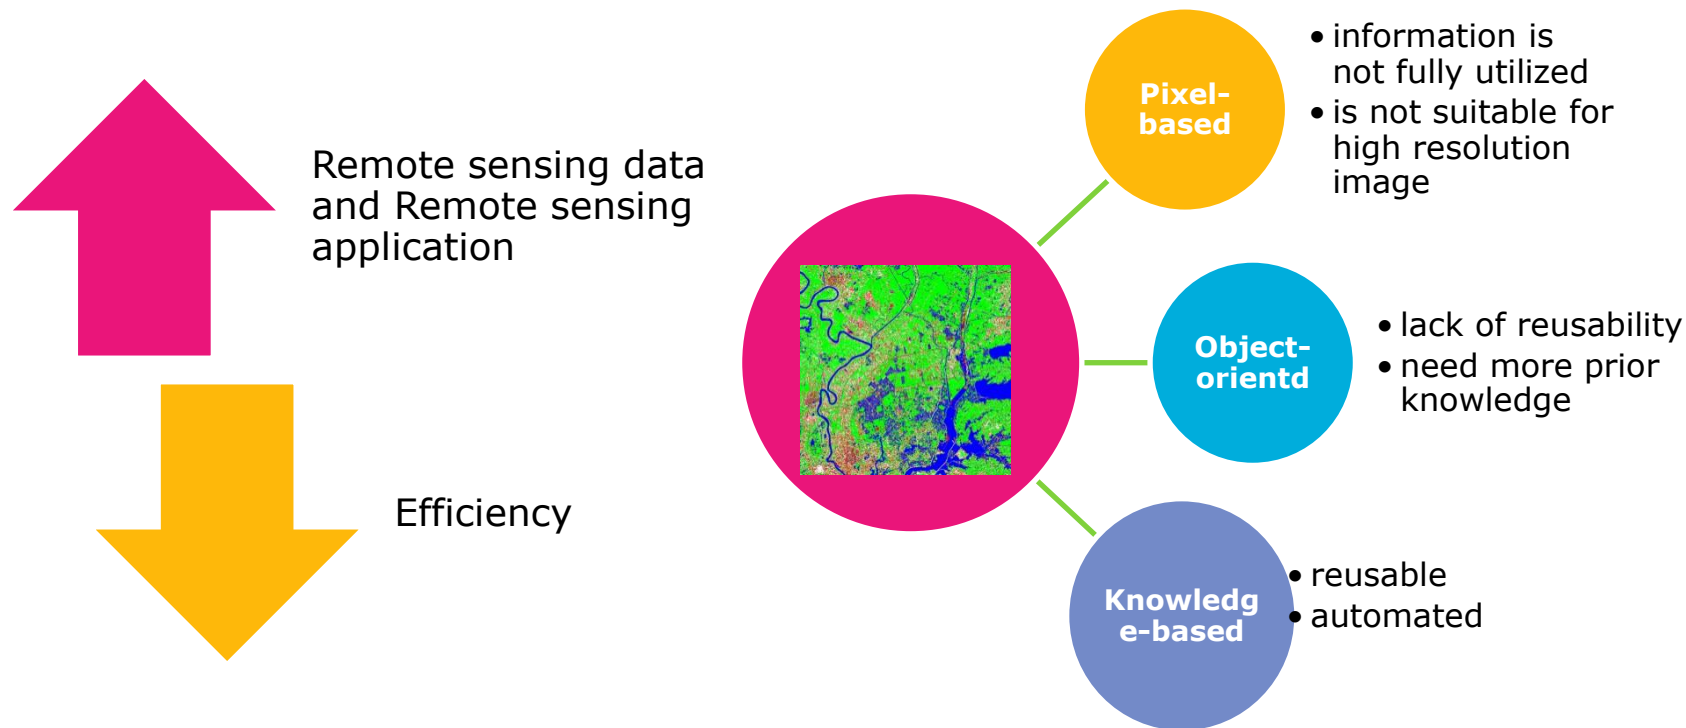 Remote sensing data
and Remote sensing
application
Efficiency
Pixel-
based
• information is
not fully utilized
• is not suitable for
high resolution
image
Object-
orientd
• lack of reusability
• need more prior
knowledge
Knowledg
e-based
• reusable
• automated